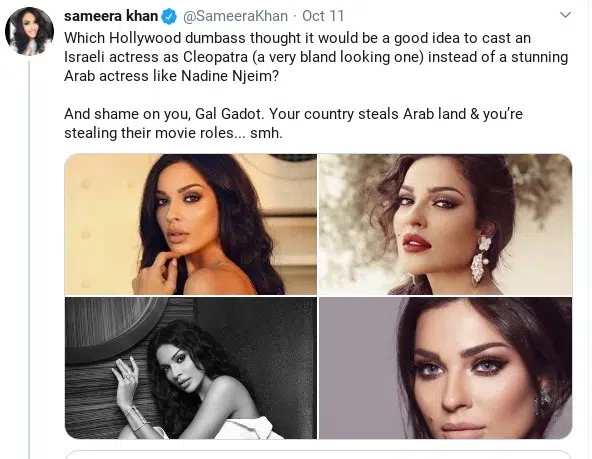 sameera khan @SameeraKhan · Oct 11
Which Hollywood dumbass thought it would be a good idea to cast an
Israeli actress as Cleopatra (a very bland looking one) instead of a stunning
Arab actress like Nadine Njeim?
And shame on you, Gal Gadot. Your country steals Arab land & you’re
stealing their movie roles... smh.